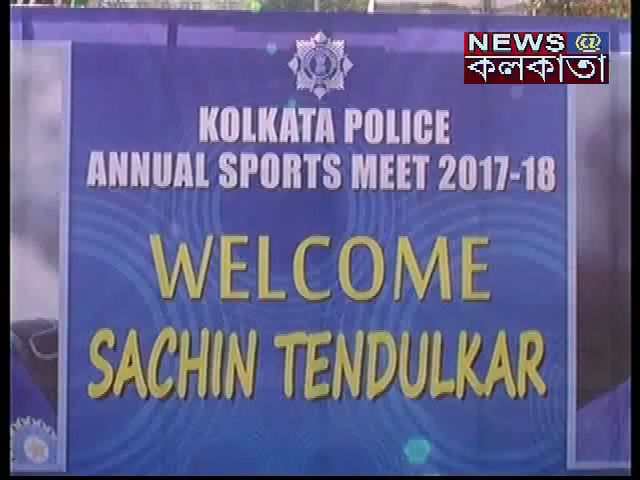 NEWS@
কলকাতা
KOLKATA POLICE
ANNUAL SPORTS MEET 2017-18
WELCOME
SACHIN TENDULKAR